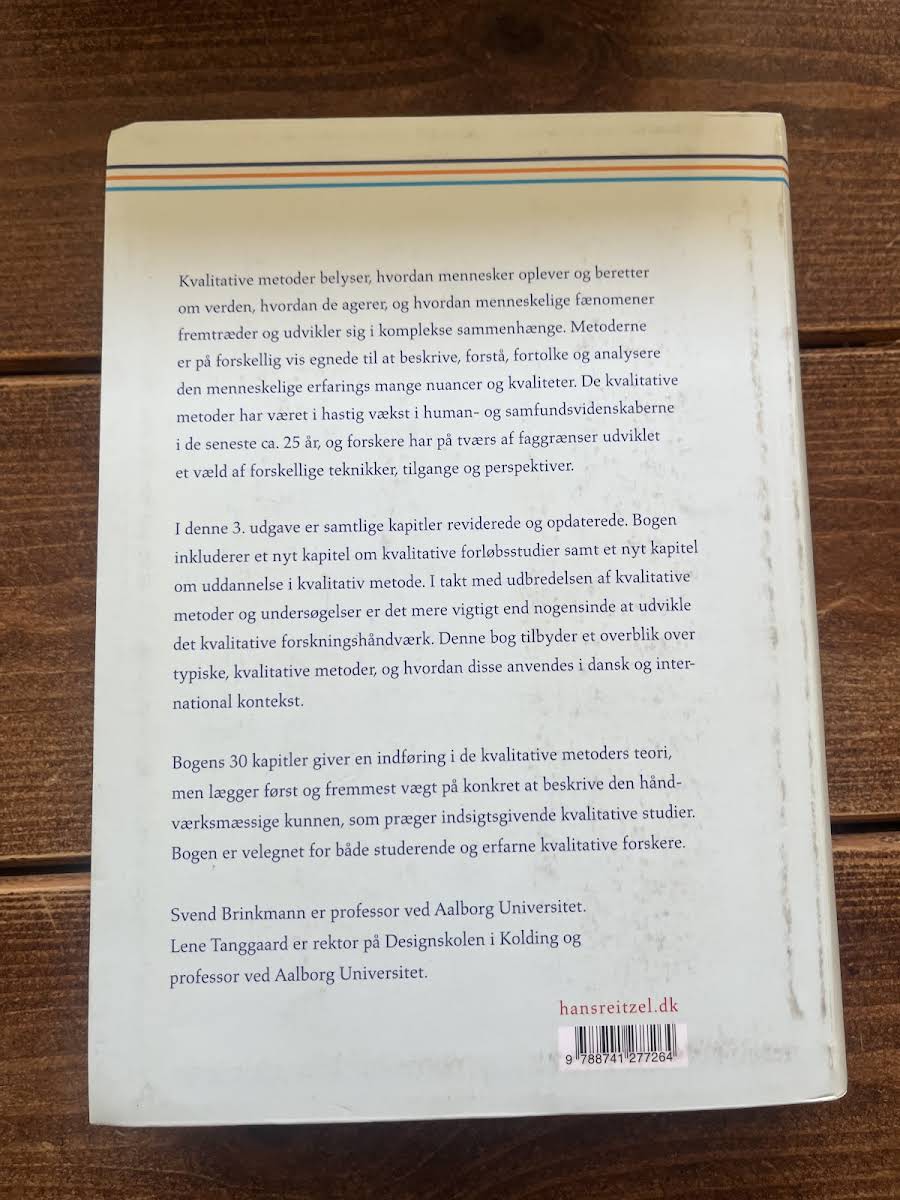 Kvalitative metoder belyser, hvordan mennesker oplever og beretter
om verden, hvordan de agerer, og hvordan menneskelige fænomener
fremtræder og udvikler sig i komplekse sammenhænge. Metoderne
er på forskellig vis egnede til at beskrive, forstå, fortolke og analysere
den menneskelige erfarings mange nuancer og kvaliteter. De kvalitative
metoder har været i hastig vækst i human- og samfundsvidenskaberne
i de seneste ca. 25 år, og forskere har på tværs af faggrænser udviklet
et væld af forskellige teknikker, tilgange og perspektiver.
I denne 3. udgave er samtlige kapitler reviderede og opdaterede. Bogen
inkluderer et nyt kapitel om kvalitative forløbsstudier samt et nyt kapitel
om uddannelse i kvalitativ metode. I takt med udbredelsen af kvalitative
metoder og undersøgelser er det mere vigtigt end nogensinde at udvikle
det kvalitative forskningshåndværk. Denne bog tilbyder et overblik over
typiske, kvalitative metoder, og hvordan disse anvendes i dansk og inter-
national kontekst.
Bogens 30 kapitler giver en indføring i de kvalitative metoders teori,
men lægger først og fremmest vægt på konkret at beskrive den hånd-
værksmæssige kunnen, som præger indsigtsgivende kvalitative studier.
Bogen er velegnet for både studerende og erfarne kvalitative forskere.
Svend Brinkmann er professor ved Aalborg Universitet.
Lene Tanggaard er rektor på Designskolen i Kolding og
professor ved Aalborg Universitet.
hansreitzel.dk
9 788741 277264